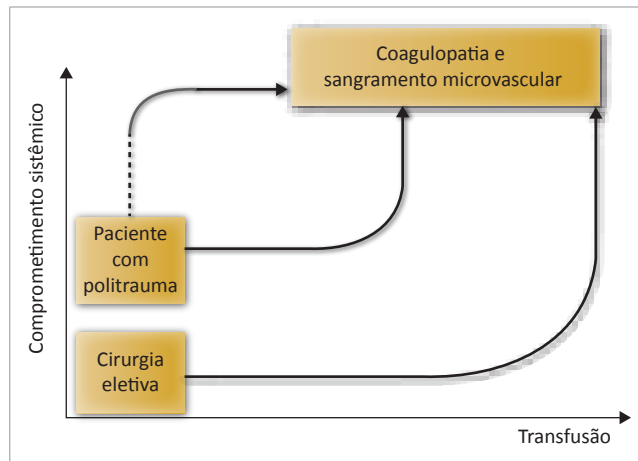 Coagulopatia e
sangramento microvascular
Comprometimento sistêmico
Paciente
com
politrauma
Cirurgia
eletiva
Transfusão